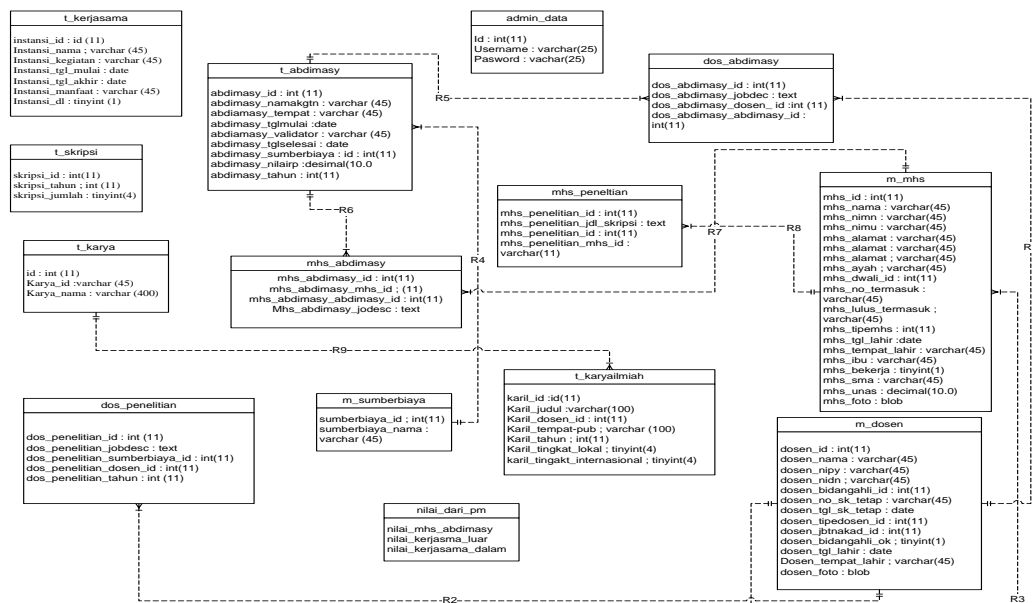 t_kerjasama
instansi_id : id (11)
Instansi_nama ; varchar (45)
Instansi_kegiatan : varchar (45)
Instansi_tgl_mulai : date
Instansi_tgl_akhir : date
Instansi_manfaat : varchar (45)
Instansi_dl : tinyint (1)
t_skripsi
skripsi_id : int(11)
skripsi_tahun ; int (11)
skripsi_jumlah : tinyint(4)
t_karya
id : int (11)
Karya_id :varchar (45)
Karya_nama : varchar (400)
t_abdimasy
abdimasy_id : int (11)
abdimasy_namakgtn : varchar (45)
abdiamasy_tempat : varchar (45)
abdimasy_tglmulai :date
abdiamasy_validator : varchar (45)
abdimasy_tglselesai : date
abdimasy_sumberbiaya : id : int(11)
abdimasy_nilairp :desimal(10.0
abdimasy_tahun : int(11)
admin_data
Id : int(11)
Username : varchar(25)
Pasword : vachar(25)
dos_abdimasy
dos_abdimasy_id : int(11)
dos_abdimasy_jobdec : text
dos_abdimasy_dosen_ id :int (11)
dos_abdimasy_abdimasy_id :
int(11)
R5
mhs_peneltian
mhs_penelitian_id : int(11)
mhs_penelitian_jdl_skripsi : text
mhs_penelitian_id : int(11)
mhs_penelitian_mhs_id :
varchar(11)
m_mhs
mhs_id : int(11)
mhs_nama : varchar(45)
mhs_nimn : varchar(45)
mhs_nimu : varchar(45)
mhs_alamat : varchar(45)
mhs_alamat : varchar(45)
mhs_alamat ; varchar(45)
mhs_ayah ; varchar(45)
mhs_dwali_id : int(11)
mhs_no_termasuk :
varchar(45)
mhs_lulus_termasuk ;
varchar(45)
mhs_tipemhs : int(11)
mhs_tgl_lahir :date
mhs_tempat_lahir : varchar(45)
mhs_ibu : varchar(45)
mhs_bekerja : tinyint(1)
mhs_sma : varchar(45)
mhs_unas : decimal(10.0)
mhs_foto : blob
R6
R7
R8
R
R4
mhs_abdimasy
mhs_abdimasy_id : int(11)
mhs_abdimasy_mhs_id ; (11)
mhs_abdimasy_abdimasy_id : int(11)
Mhs_abdimasy_jodesc : text
R9
dos_penelitian
dos_penelitian_id : int (11)
dos_penelitian_jobdesc : text
dos_penelitian_sumberbiaya_id : int(11)
dos_penelitian_dosen_id : int(11)
dos_penelitian_tahun : int (11)
m_sumberbiaya
sumberbiaya_id ; int(11)
sumberbiaya_nama :
varchar (45)
t_karyailmiah
karil_id :id(11)
Karil_judul :varchar(100)
Karil_dosen_id : int(11)
Karil_tempat-pub ; varchar (100)
Karil_tahun ; int(11)
Karil_tingkat_lokal ; tinyint(4)
karil_tingakt_internasional ; tinyint(4)
m_dosen
dosen_id : int(11)
dosen_nama : varchar(45)
dosen_nipy : varchar(45)
dosen_nidn ; varchar(45)
dosen_bidangahli_id : int(11)
dosen_no_sk_tetap : varchar(45)
dosen_tgl_sk_tetap : date
dosen_tipedosen_id : int(11)
dosen_jbtnakad_id : int(11)
dosen_bidangahli_ok ; tinyint(1)
dosen_tgl_lahir : date
Dosen_tempat_lahir ; varchar(45)
dosen_foto : blob
nilai_dari_pm
nilai_mhs_abdimasy
nilai_kerjasma_luar
nilai_kerjasama_dalam
R2
R3